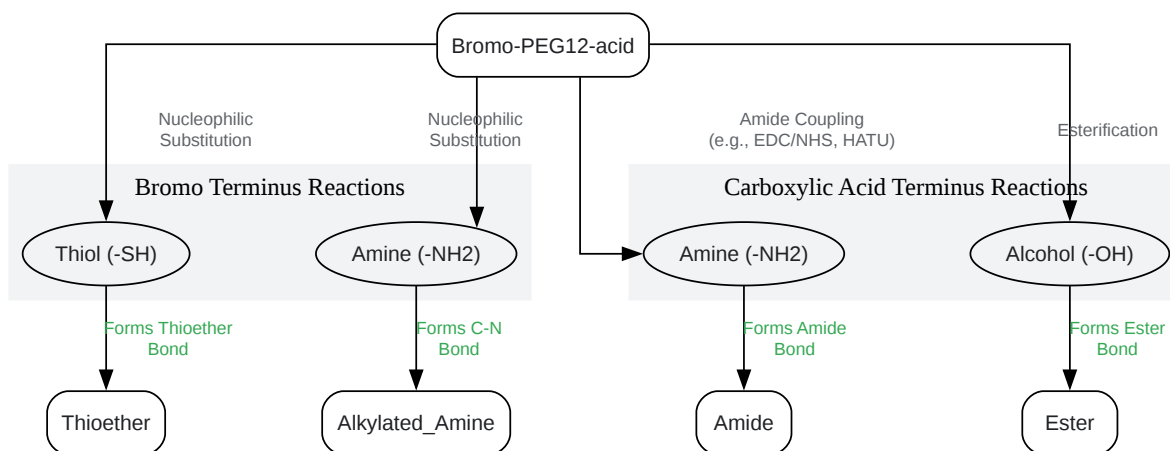 Bromo-PEG12-acid
Nucleophilic
Substitution
Nucleophilic
Substitution
Amide Coupling
(e.g., EDC/NHS, HATU)
Esterification
Bromo Terminus Reactions
Carboxylic Acid Terminus Reactions
Thiol (-SH)
Amine (-NH2)
Amine (-NH2)
Alcohol (-OH)
Forms Thioether
Bond
Forms C-N
Bond
Forms Amide
Bond
Forms Ester
Bond
Thioether
Alkylated_Amine
Amide
Ester